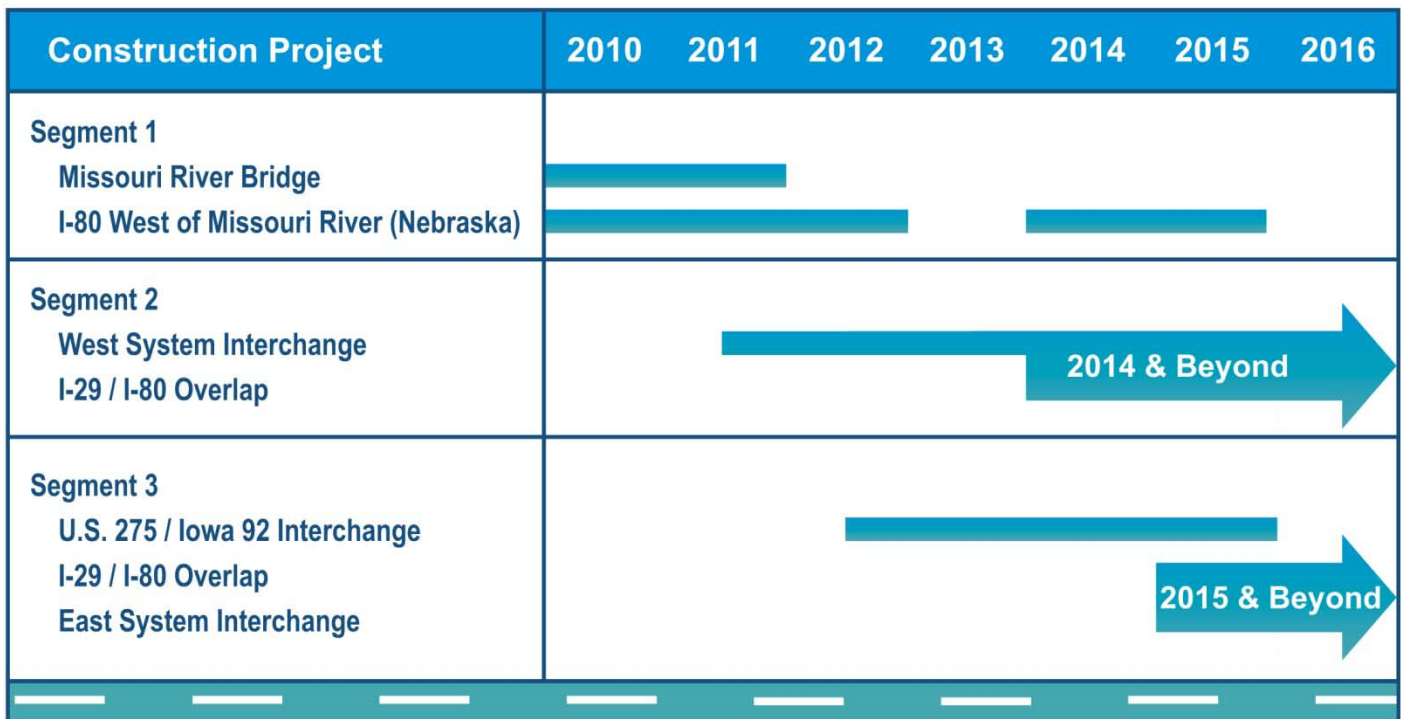 Construction Project 2010 2011 2012 2013 2014 2015 2016
Segment 1
Missouri River Bridge
I-80 West of Missouri River (Nebraska)
Segment 2
West System Interchange
I-29 / I-80 Overlap
2014 & Beyond
Segment 3
U.S. 275 / Iowa 92 Interchange
I-29 / I-80 Overlap
East System Interchange
2015 & Beyond